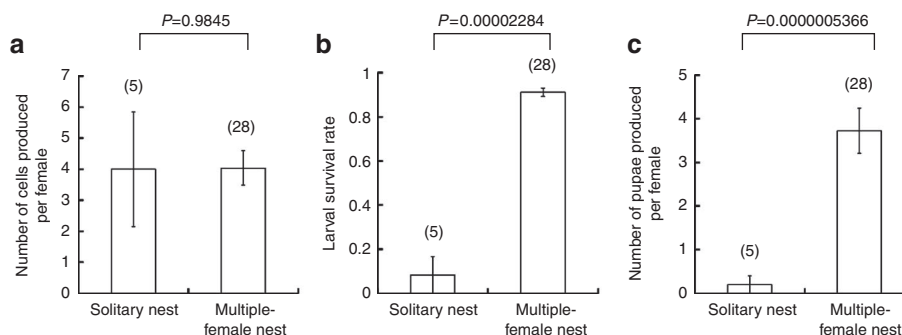 P=0.9845
P=0.00002284
P=0.0000005366
a
Number of cells produced
per female
7
6
5
4
3
2
1
0
(5)
(28)
Solitary nest
Multiple-
female nest
b
Larval survival rate
1
0.8
0.6
0.4
0.2
0
(5)
(28)
Solitary nest
Multiple-
female nest
c
Number of pupae produced
per female
5
4
3
2
1
0
(5)
(28)
Solitary nest
Multiple-
female nest